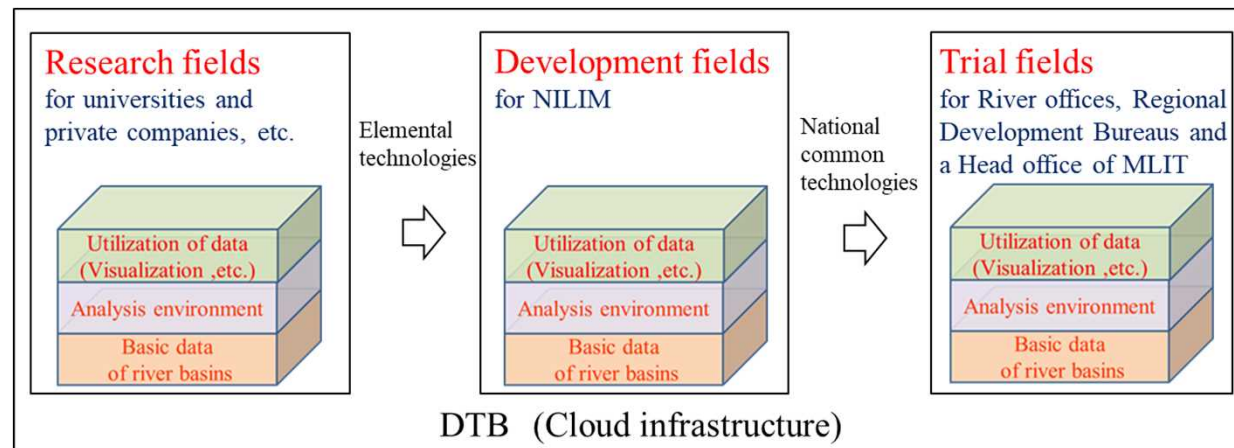 Research fields
for universities and
private companies, etc.
Utilization of data
(Visualization ,etc.)
Analysis environment
Basic data
of river basins
Elemental
technologies
Development fields
for NILIM
Utilization of data
(Visualization ,etc.)
Analysis environment
Basic data
of river basins
National
common
technologies
Trial fields
for River offices, Regional
Development Bureaus and
a Head office of MLIT
Utilization of data
(Visualization ,etc.)
Analysis environment
Basic data
of river basins
DTB (Cloud infrastructure)